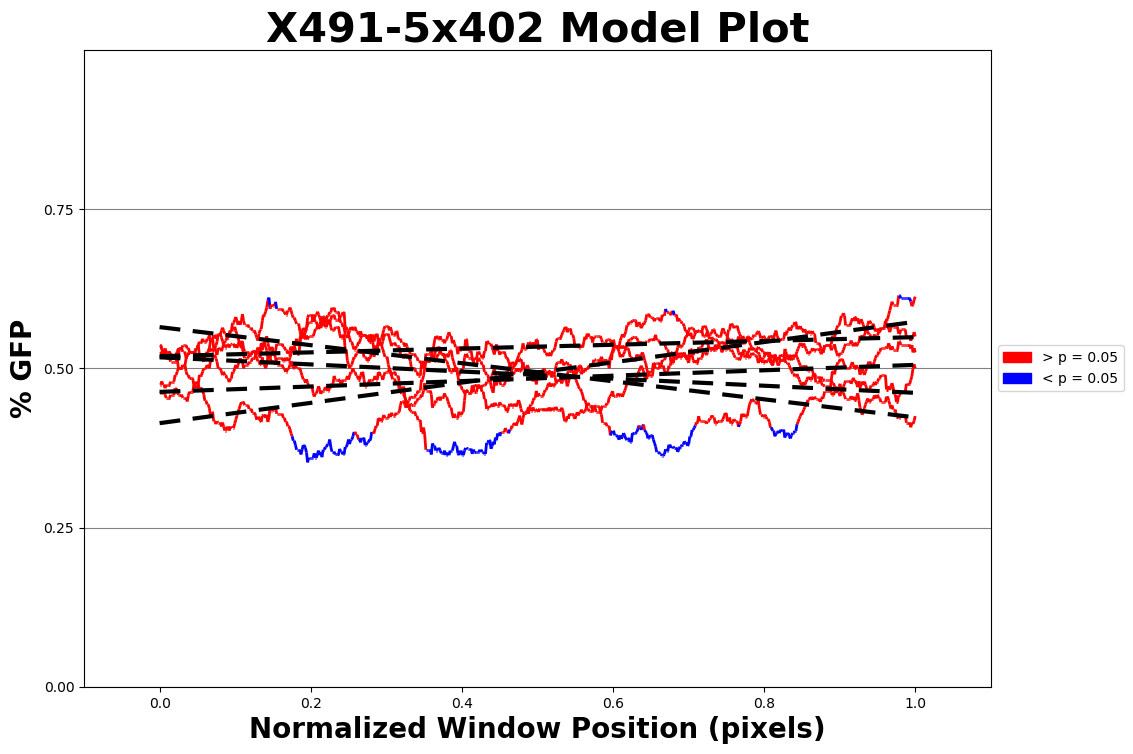 X491-5x402 Model Plot
% GFP
0.75
0.50
0.25
0.00
0.0 0.2 0.4 0.6 0.8 1.0
Normalized Window Position (pixels)
> p = 0.05
< p = 0.05